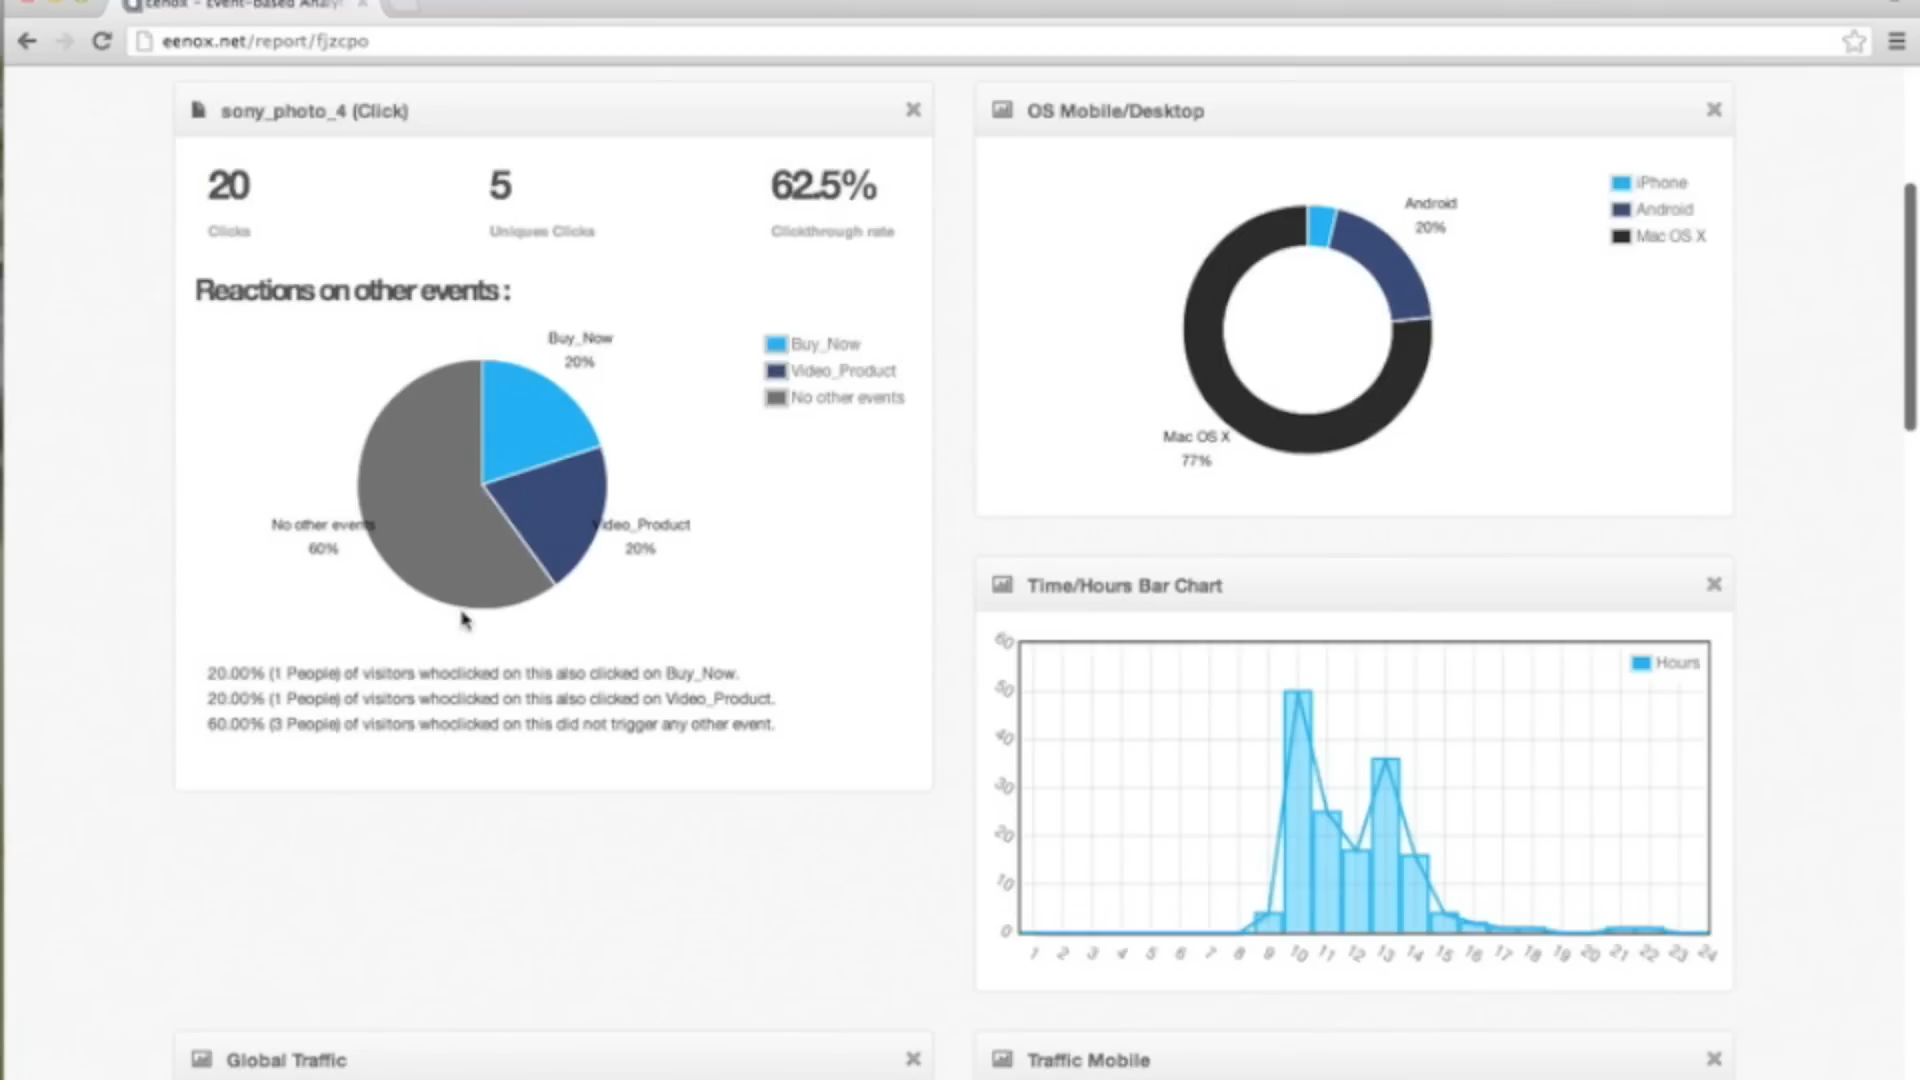 eenox - Event-Based Analy
eenox.net/report/fjzcpo
sony_photo_4 (Click)
20
Clicks
5
Uniques Clicks
62.5%
Clickthrough rate
Reactions on other events :
Buy_Now
20%
Video_Product
20%
No other events
60%
Buy_Now
Video_Product
No other events
20.00% (1 People) of visitors whoclicked on this also clicked on Buy_Now.
20.00% (1 People) of visitors whoclicked on this also clicked on Video_Product.
60.00% (3 People) of visitors whoclicked on this did not trigger any other event.
OS Mobile/Desktop
Android
20%
Mac OS X
77%
iPhone
Android
Mac OS X
Time/Hours Bar Chart
Hours
60
50
40
30
20
10
0
1 2 3 4 5 6 7 8 9 10 11 12 13 14 15 16 17 18 19 20 21 22 23 24
Global Traffic
Traffic Mobile